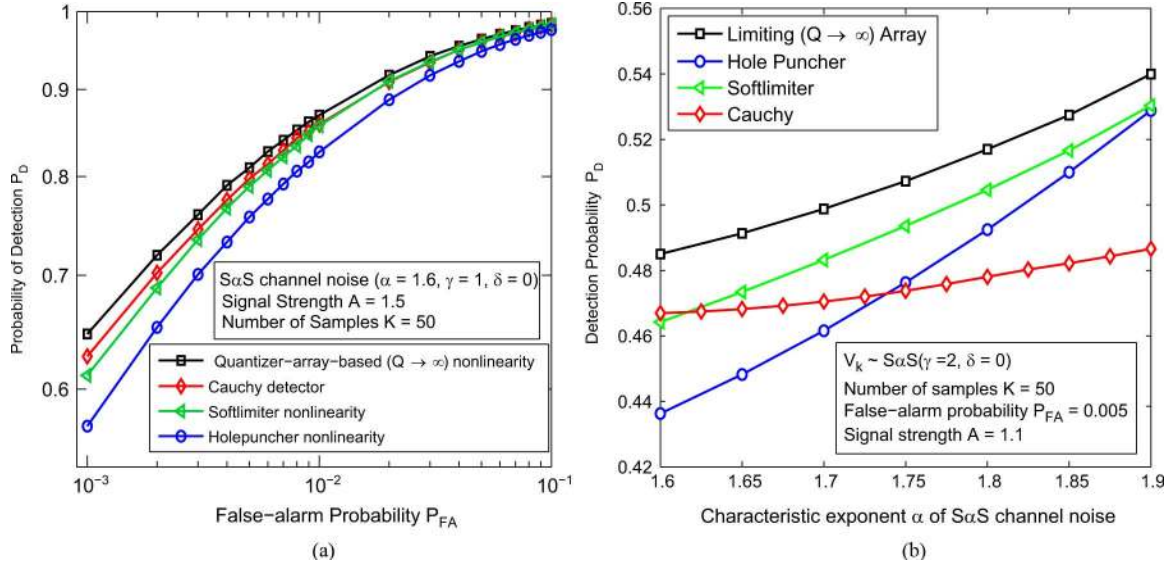 1
0.9
0.8
0.7
0.6
Probability of Detection P_D
SαS channel noise (α = 1.6, γ = 1, δ = 0)
Signal Strength A = 1.5
Number of Samples K = 50
Quantizer-array-based (Q → ∞) nonlinearity
Cauchy detector
Softlimiter nonlinearity
Holepuncher nonlinearity
10⁻³ 10⁻² 10⁻¹
False-alarm Probability P_FA
(a)
0.56
0.54
0.52
0.5
0.48
0.46
0.44
0.42
Detection Probability P_D
Limiting (Q → ∞) Array
Hole Puncher
Softlimiter
Cauchy
V_k ~ SαS(γ =2, δ = 0)
Number of samples K = 50
False-alarm probability P_FA = 0.005
Signal strength A = 1.1
1.6 1.65 1.7 1.75 1.8 1.85 1.9
Characteristic exponent α of SαS channel noise
(b)